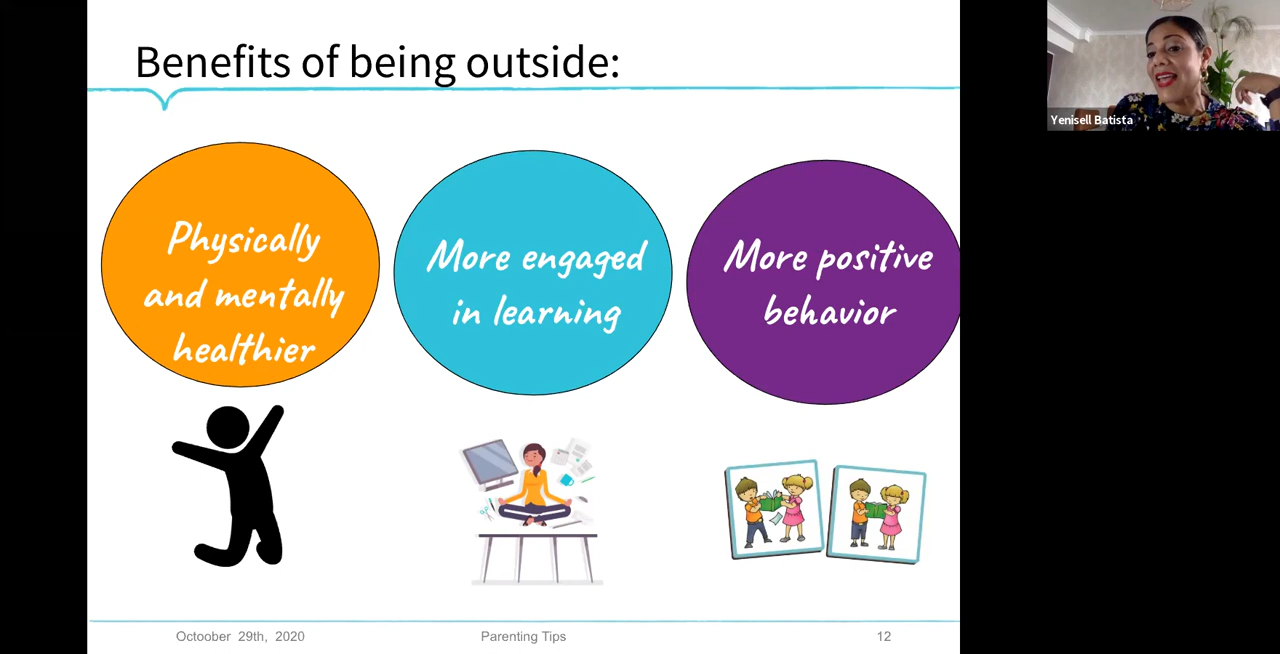 Benefits of being outside:
Yenisell Batista
Physically
and mentally
healthier
More engaged
in learning
More positive
behavior
Octoober 29th, 2020
Parenting Tips
12